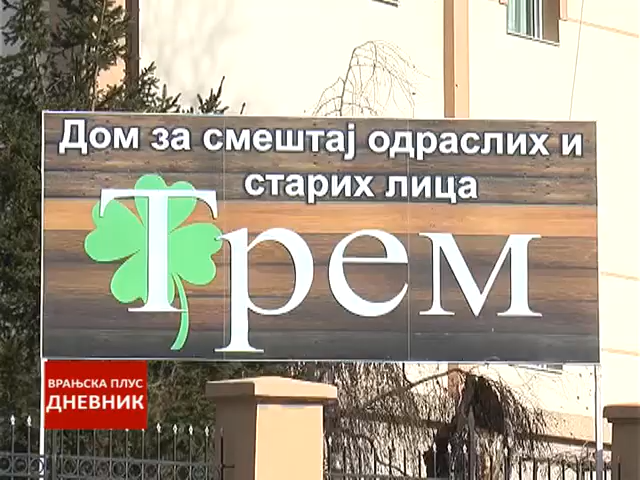 Дом за смештај одраслих и
старих лица
Трем
ВРАЊСКА ПЛУС
ДНЕВНИК